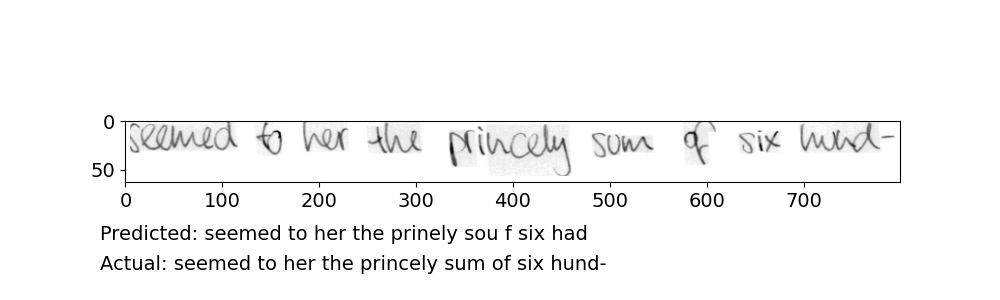 0
seemed to her the princely sum of six hund-
50
0 100 200 300 400 500 600 700
Predicted: seemed to her the prinely sou f six had
Actual: seemed to her the princely sum of six hund-